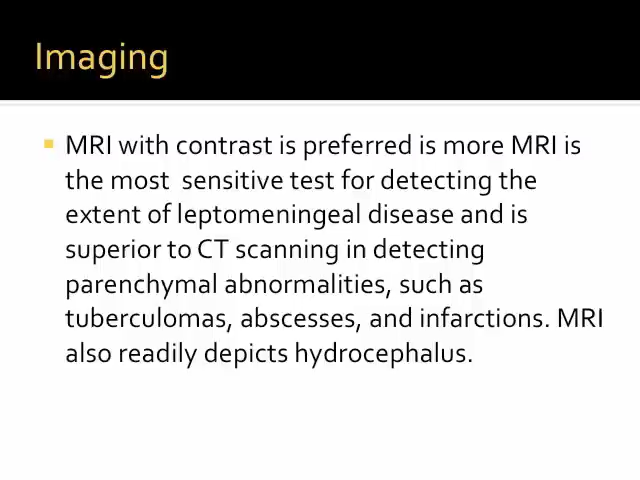 Imaging
MRI with contrast is preferred is more MRI is
the most  sensitive test for detecting the
extent of leptomeningeal disease and is
superior to CT scanning in detecting
parenchymal abnormalities, such as
tuberculomas, abscesses, and infarctions. MRI
also readily depicts hydrocephalus.